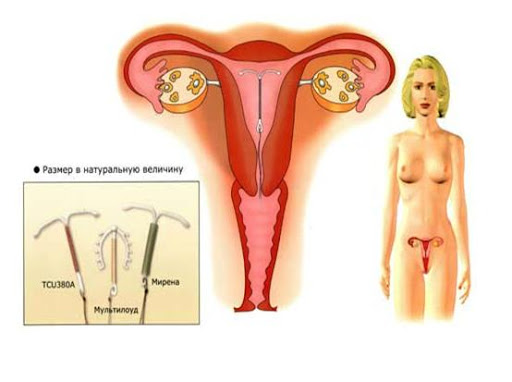 ● Размер в натуральную величину
TCU380A
Мультилоуд
Мирена